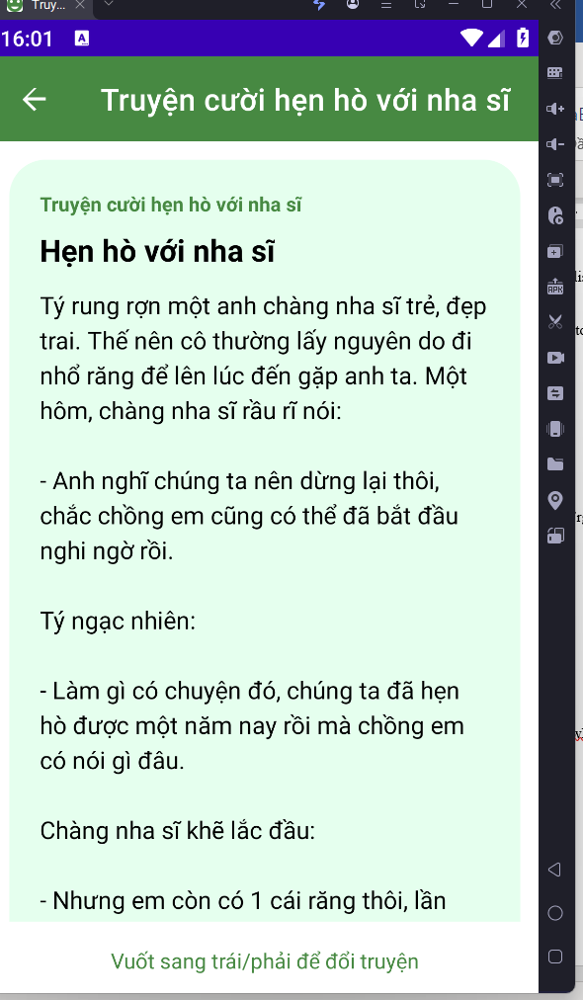 Truy...
16:01
Truyện cười hẹn hò với nha sĩ
Truyện cười hẹn hò với nha sĩ
Hẹn hò với nha sĩ
Tý rung rợn một anh chàng nha sĩ trẻ, đẹp
trai. Thế nên cô thường lấy nguyên do đi
nhổ răng để lên lúc đến gặp anh ta. Một
hôm, chàng nha sĩ rầu rĩ nói:
- Anh nghĩ chúng ta nên dừng lại thôi,
chắc chồng em cũng có thể đã bắt đầu
nghi ngờ rồi.
Tý ngạc nhiên:
- Làm gì có chuyện đó, chúng ta đã hẹn
hò được một năm nay rồi mà chồng em
có nói gì đâu.
Chàng nha sĩ khẽ lắc đầu:
- Nhưng em còn có 1 cái răng thôi, lần
Vuốt sang trái/phải để đổi truyện
APK